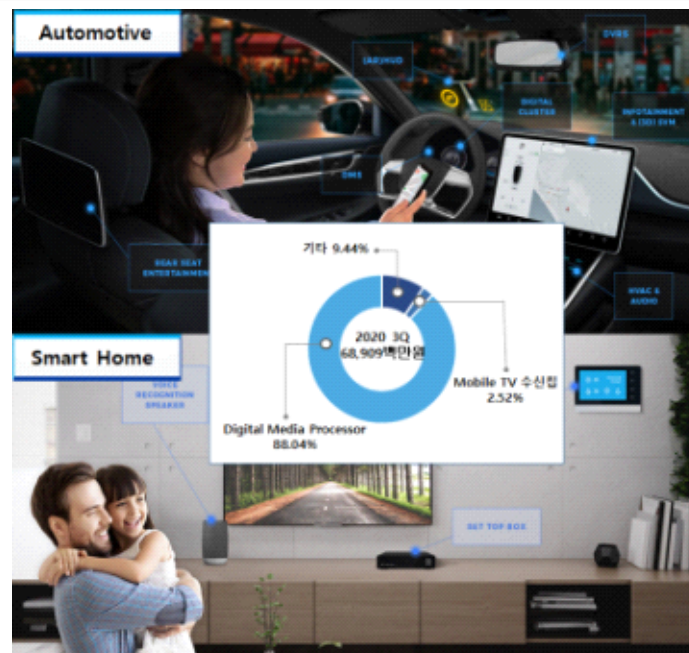 Automotive
DVRS
(AR)HUD
DIGITAL
CLUSTER
INFOTAINMENT
& (3D) SVM
DMS
REAR SEAT
ENTERTAINMENT
HVAC &
AUDIO
기타 9.44%
2020 3Q
68,909백만원
Mobile TV 수신칩
2.52%
Digital Media Processor
88.04%
Smart Home
VOICE
RECOGNITION
SPEAKER
SET TOP BOX